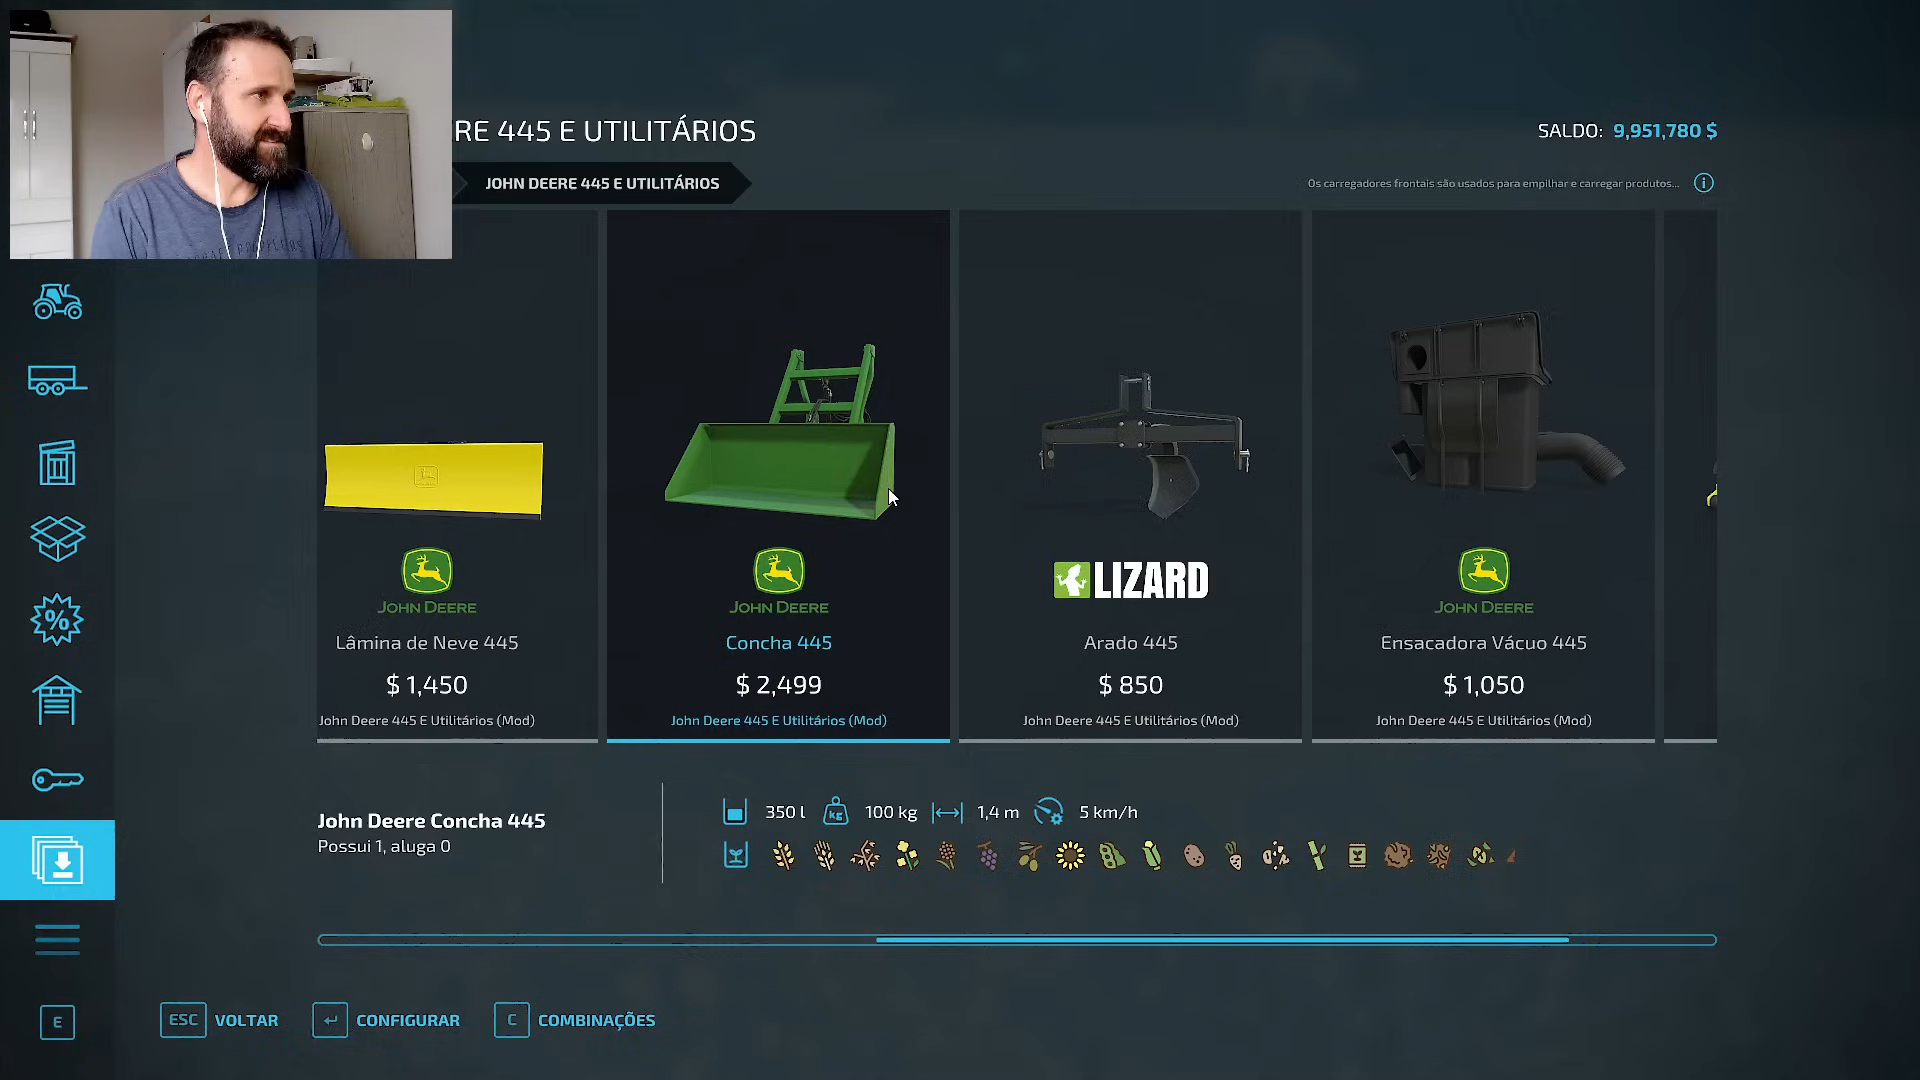 RE 445 E UTILITÁRIOS
SALDO: 9,951,780 $
JOHN DEERE 445 E UTILITÁRIOS
Os carregadores frontais são usados para empilhar e carregar produtos...
JOHN DEERE
Lâmina de Neve 445
$ 1,450
John Deere 445 E Utilitários (Mod)
JOHN DEERE
Concha 445
$ 2,499
John Deere 445 E Utilitários (Mod)
LIZARD
Arado 445
$ 850
John Deere 445 E Utilitários (Mod)
JOHN DEERE
Ensacadora Vácuo 445
$ 1,050
John Deere 445 E Utilitários (Mod)
John Deere Concha 445
Possui 1, aluga 0
350 l kg 100 kg 1,4 m 5 km/h
%
E
ESC VOLTAR CONFIGURAR C COMBINAÇÕES